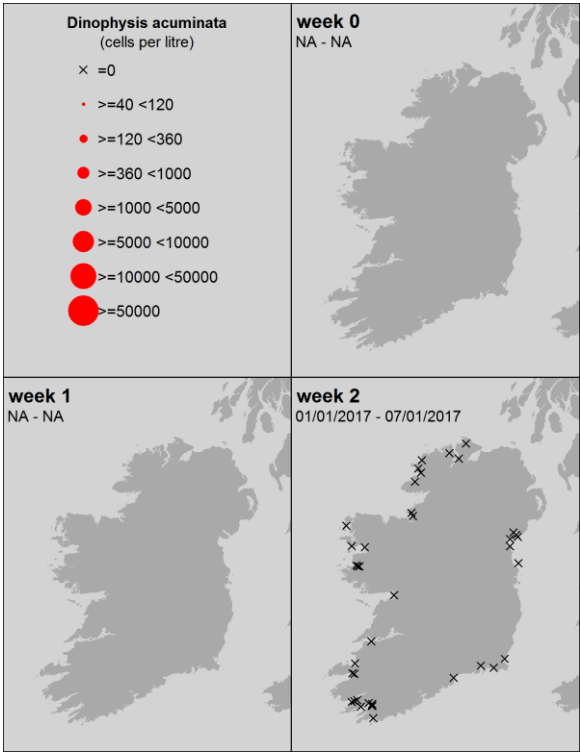 Dinophysis acuminata
(cells per litre)
× =0
>=40 <120
>=120 <360
>=360 <1000
>=1000 <5000
>=5000 <10000
>=10000 <50000
>=50000
week 0
NA - NA
week 1
NA - NA
week 2
01/01/2017 - 07/01/2017